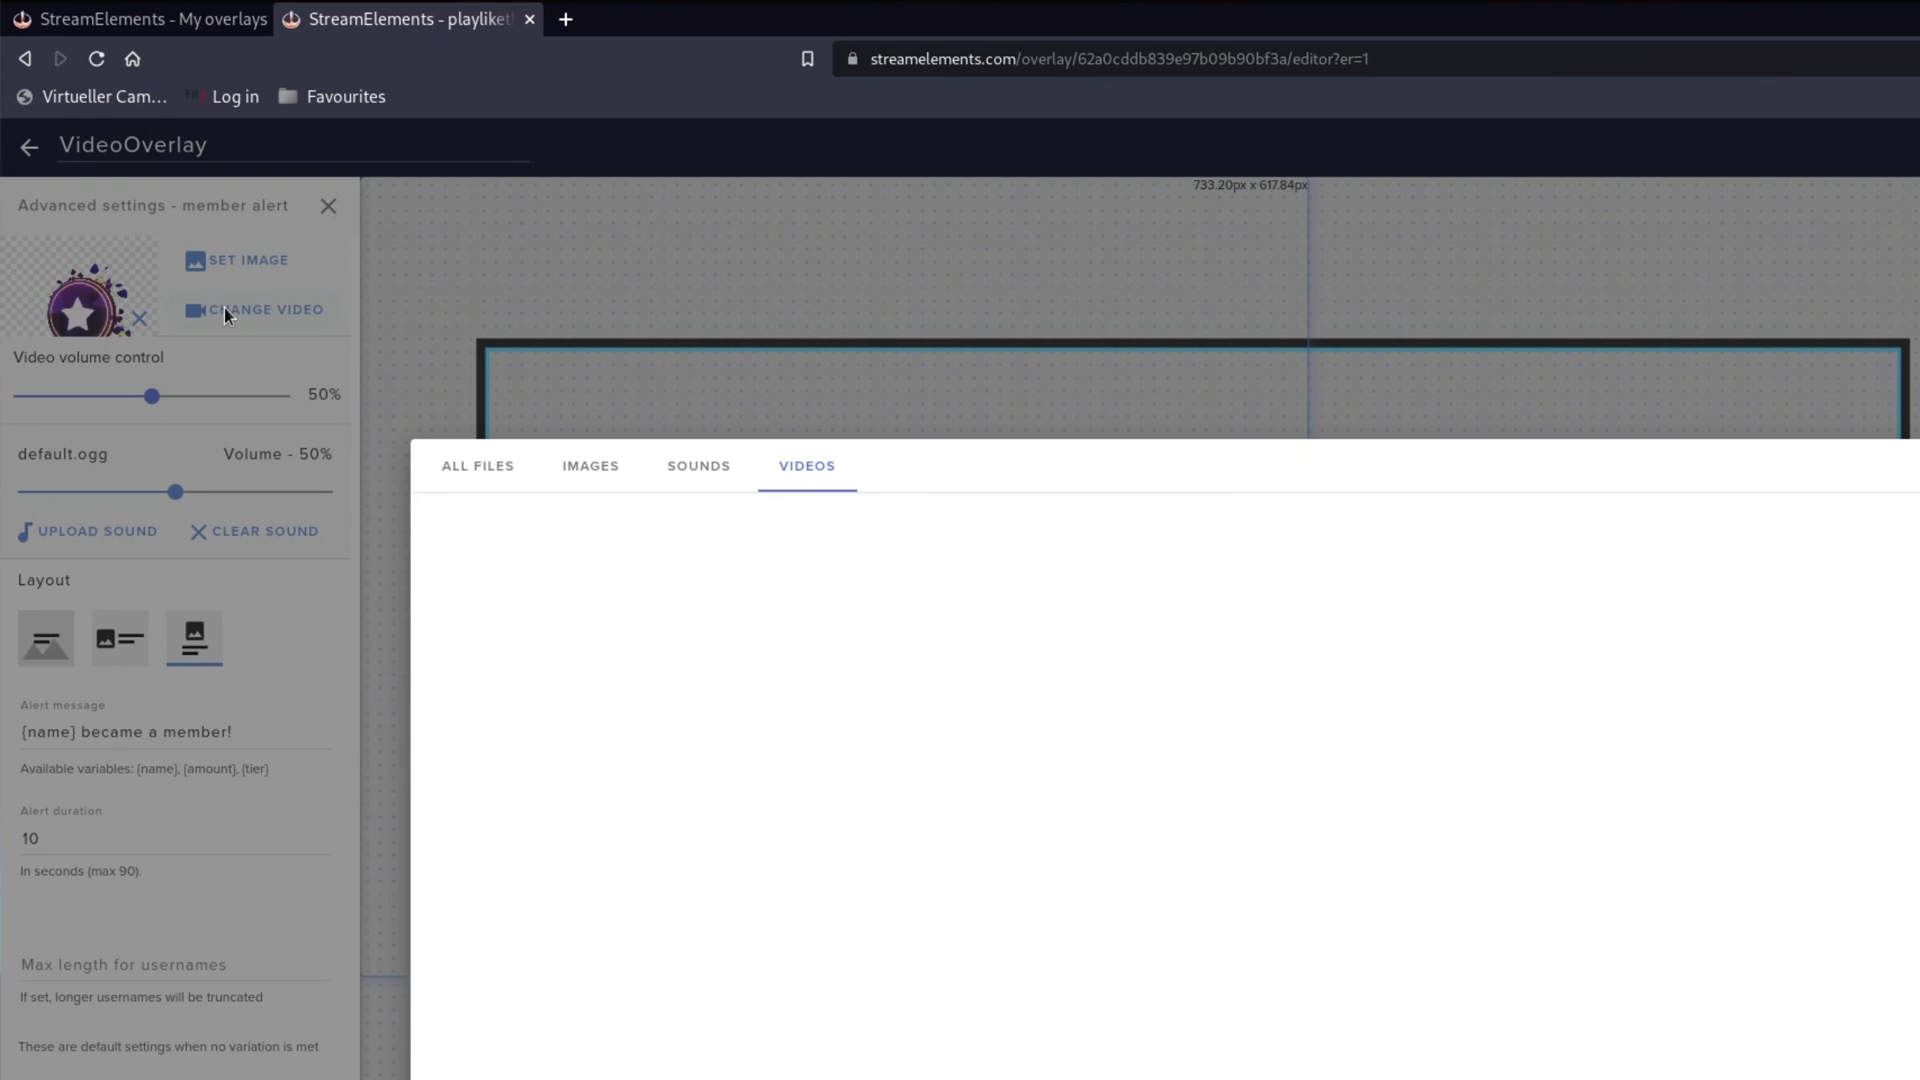 StreamElements - My overlays
StreamElements - playliket
streamelements.com/overlay/62a0cddb839e97b09b90bf3a/editor?er=1
Virtueller Cam...
Log in
Favourites
VideoOverlay
733.20px x 617.84px
Advanced settings - member alert
SET IMAGE
CHANGE VIDEO
Video volume control
50%
default.ogg
Volume - 50%
UPLOAD SOUND
CLEAR SOUND
Layout
Alert message
{name} became a member!
Available variables: {name}, {amount}, {tier}
Alert duration
10
In seconds (max 90).
Max length for usernames
If set, longer usernames will be truncated
These are default settings when no variation is met
ALL FILES
IMAGES
SOUNDS
VIDEOS